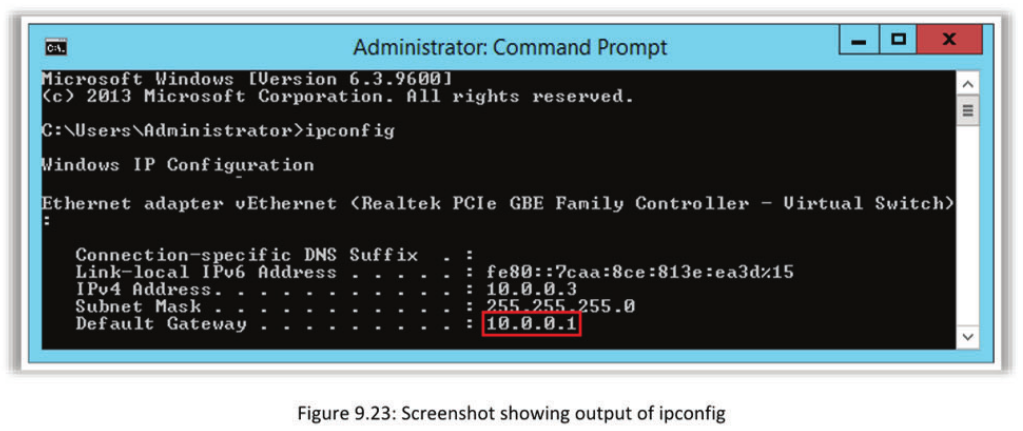 C:\.
Administrator: Command Prompt
Microsoft Windows [Version 6.3.9600]
(c) 2013 Microsoft Corporation. All rights reserved.
C:\Users\Administrator>ipconfig
Windows IP Configuration
Ethernet adapter vEthernet (Realtek PCIe GBE Family Controller - Virtual Switch)
:
Connection-specific DNS Suffix . :
Link-local IPv6 Address . . . . . : fe80::7caa:8ce:813e:ea3d%15
IPv4 Address. . . . . . . . . . . : 10.0.0.3
Subnet Mask . . . . . . . . . . . : 255.255.255.0
Default Gateway . . . . . . . . . : 10.0.0.1
Figure 9.23: Screenshot showing output of ipconfig